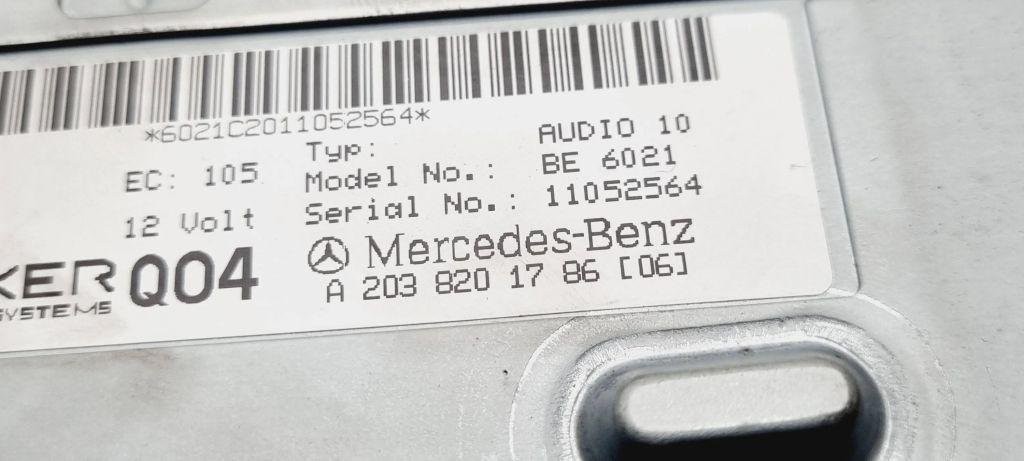 *6021C2011052564*
Typ: AUDIO 10
EC: 105 Model No.: BE 6021
12 Volt Serial No.: 11052564
Mercedes-Benz
KER Q04
SYSTEMS
A 203 820 17 86 [06]